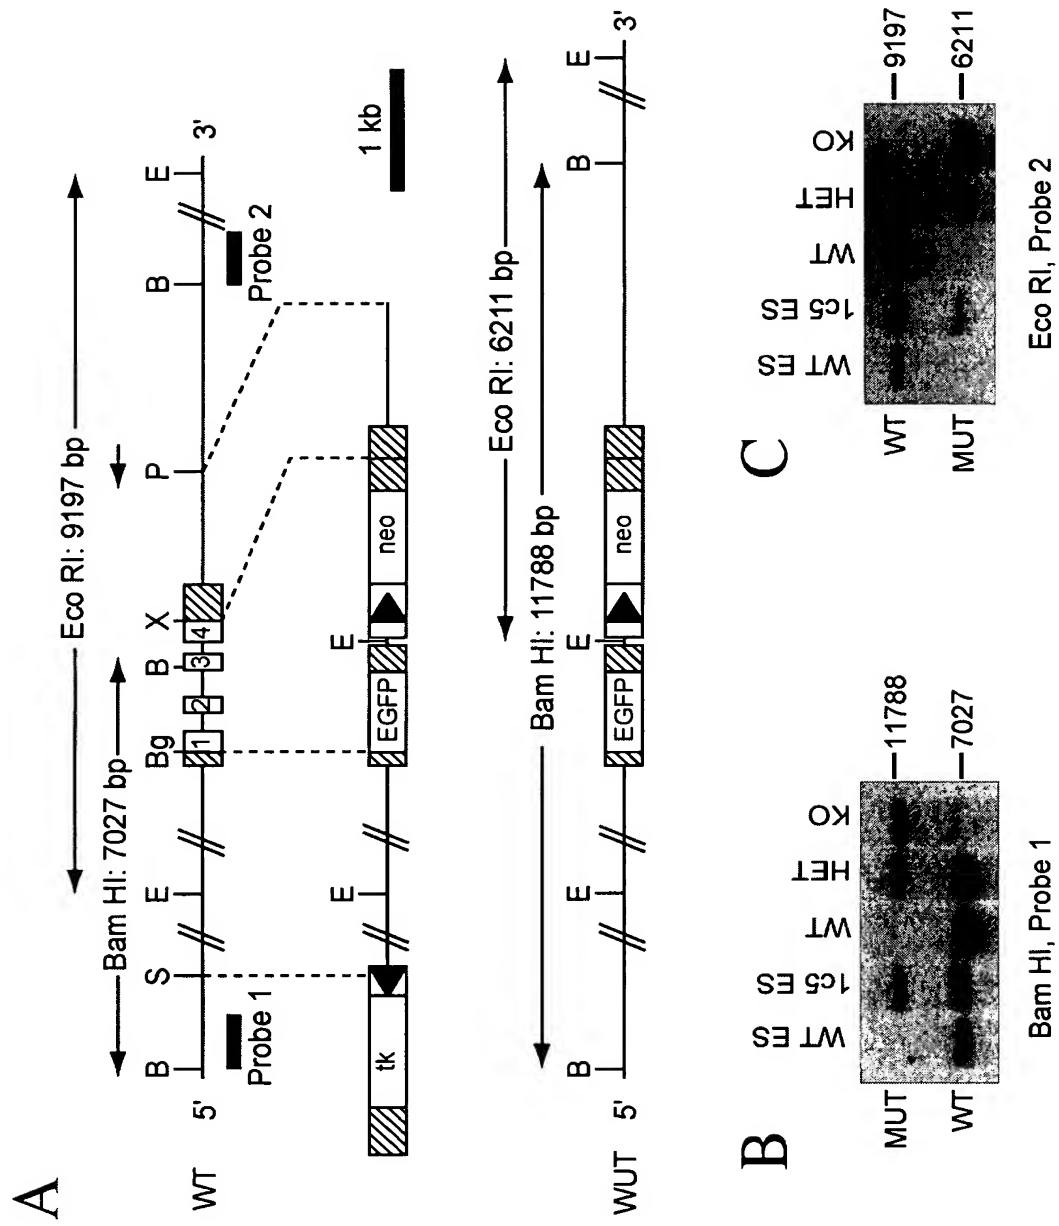 A
Eco RI: 9197 bp
Bam HI: 7027 bp
B S E Bg B X P B E
WT 5' 1 2 3 4 3'
Probe 1 Probe 2
E E
tk EGFP neo
1 kb
Eco RI: 6211 bp
Bam HI: 11788 bp
B E E B E
WUT 5' EGFP neo 3'
B
WT ES 1c5 ES WT HET KO
MUT 11788
WT 7027
Bam HI, Probe 1
C
WT ES 1c5 ES WT HET KO
WT 9197
MUT 6211
Eco RI, Probe 2